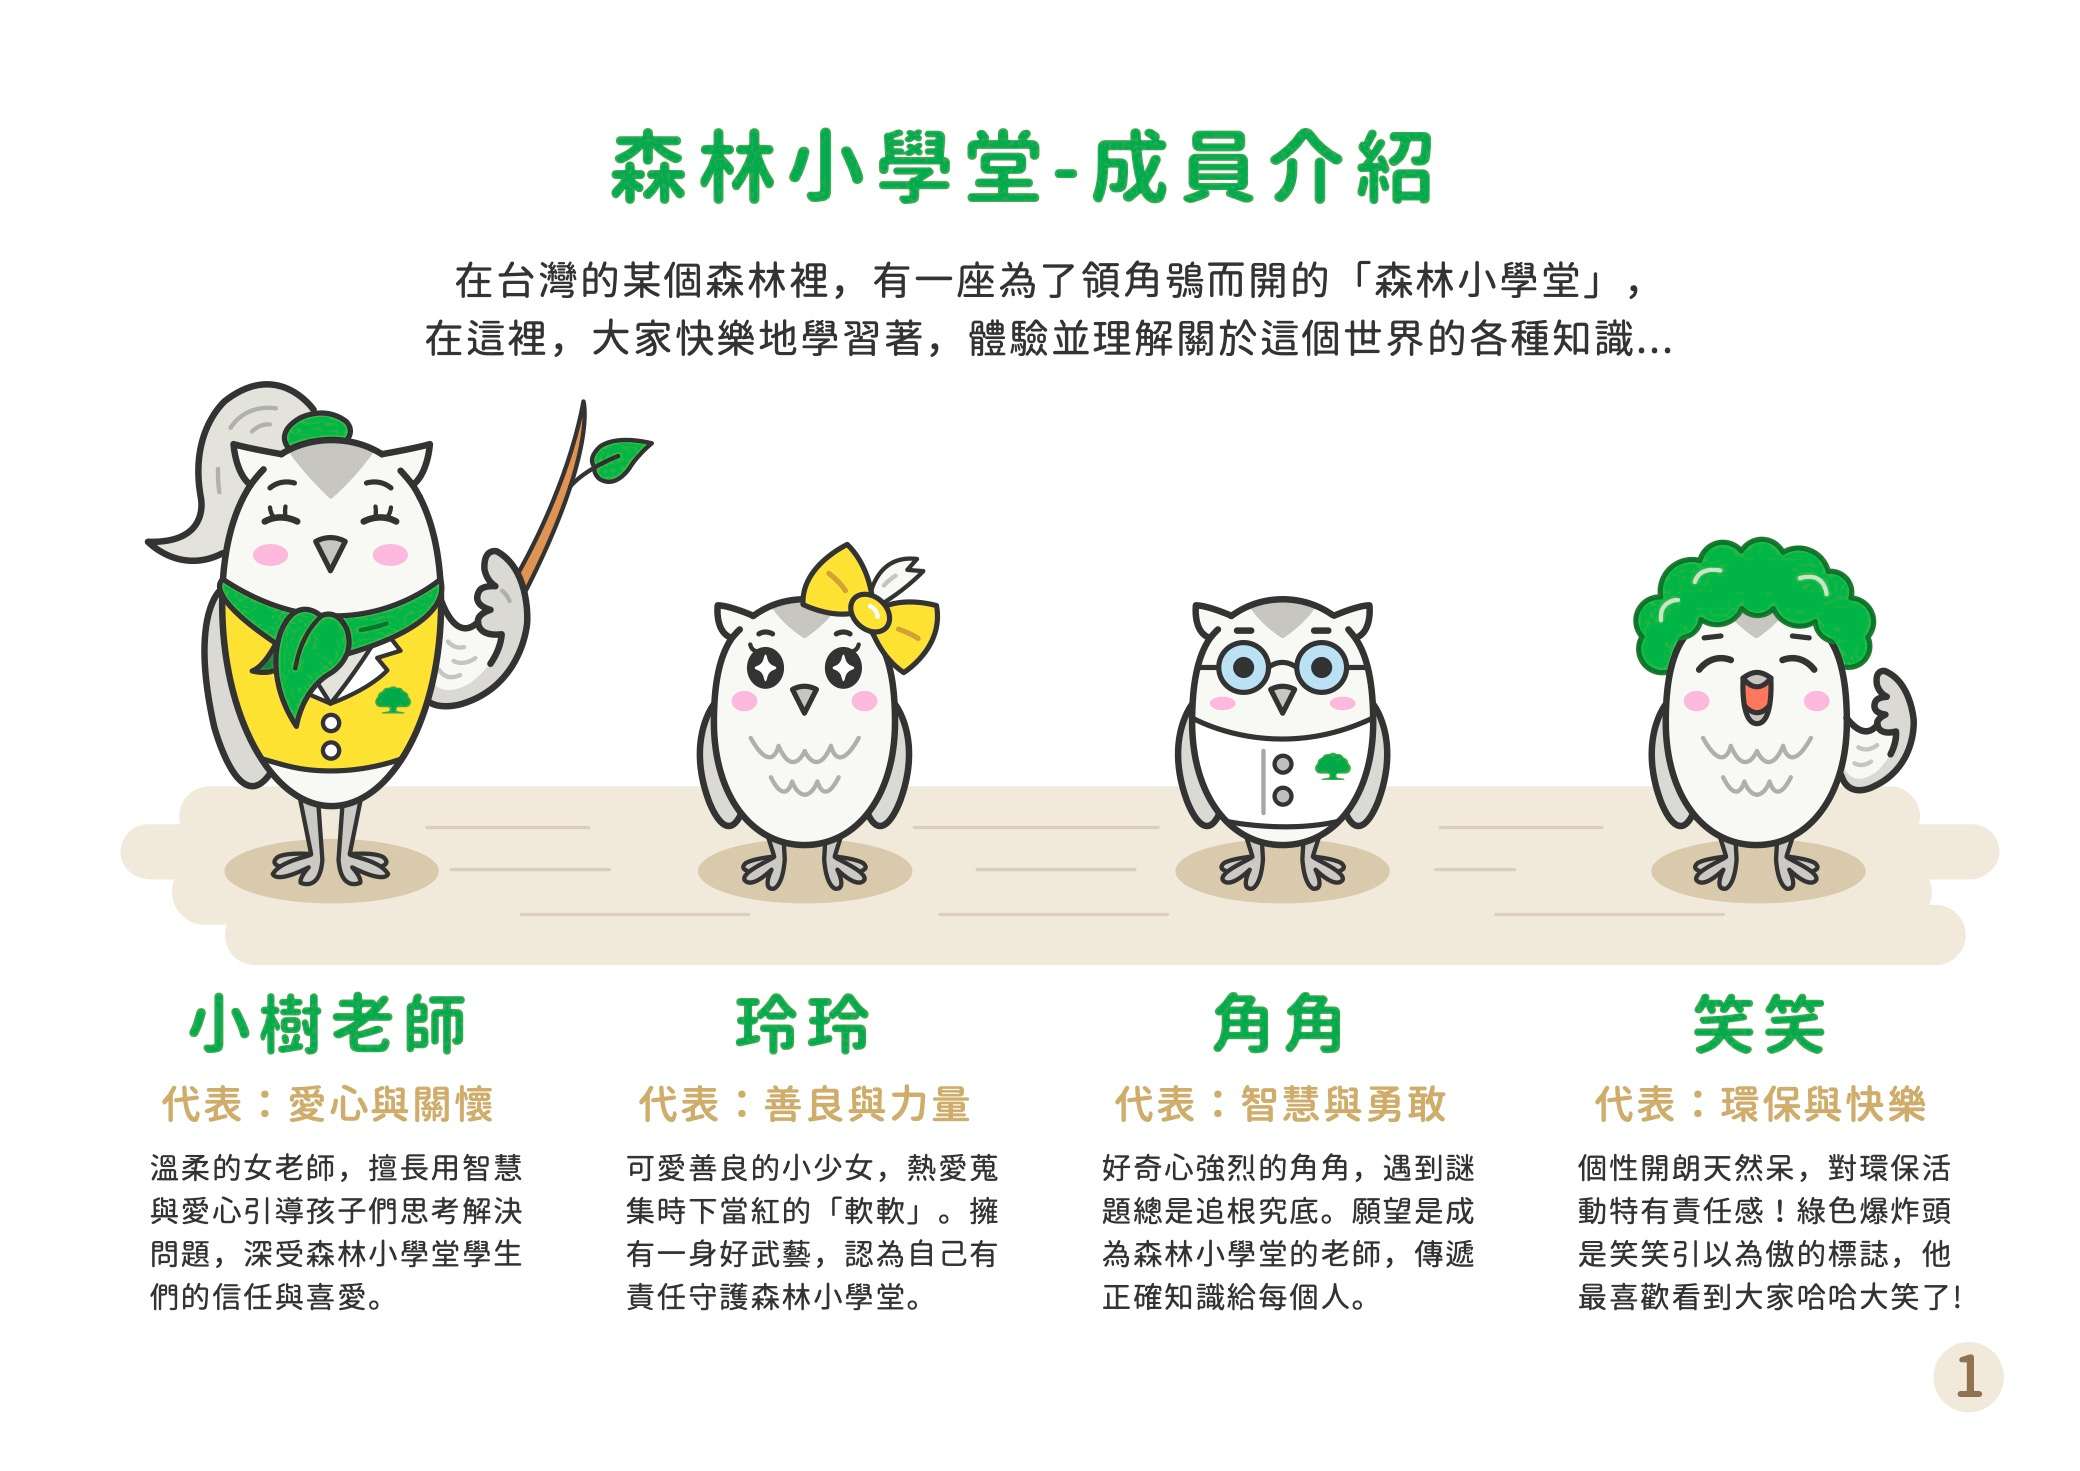 森林小學堂-成員介紹
在台灣的某個森林裡，有一座為了領角鴞而開的「森林小學堂」，
在這裡，大家快樂地學習著，體驗並理解關於這個世界的各種知識...
小樹老師
代表：愛心與關懷
溫柔的女老師，擅長用智慧
與愛心引導孩子們思考解決
問題，深受森林小學堂學生
們的信任與喜愛。
玲玲
代表：善良與力量
可愛善良的小少女，熱愛蒐
集時下當紅的「軟軟」。擁
有一身好武藝，認為自己有
責任守護森林小學堂。
角角
代表：智慧與勇敢
好奇心強烈的角角，遇到謎
題總是追根究底。願望是成
為森林小學堂的老師，傳遞
正確知識給每個人。
笑笑
代表：環保與快樂
個性開朗天然呆，對環保活
動特有責任感！綠色爆炸頭
是笑笑引以為傲的標誌，他
最喜歡看到大家哈哈大笑了!
1